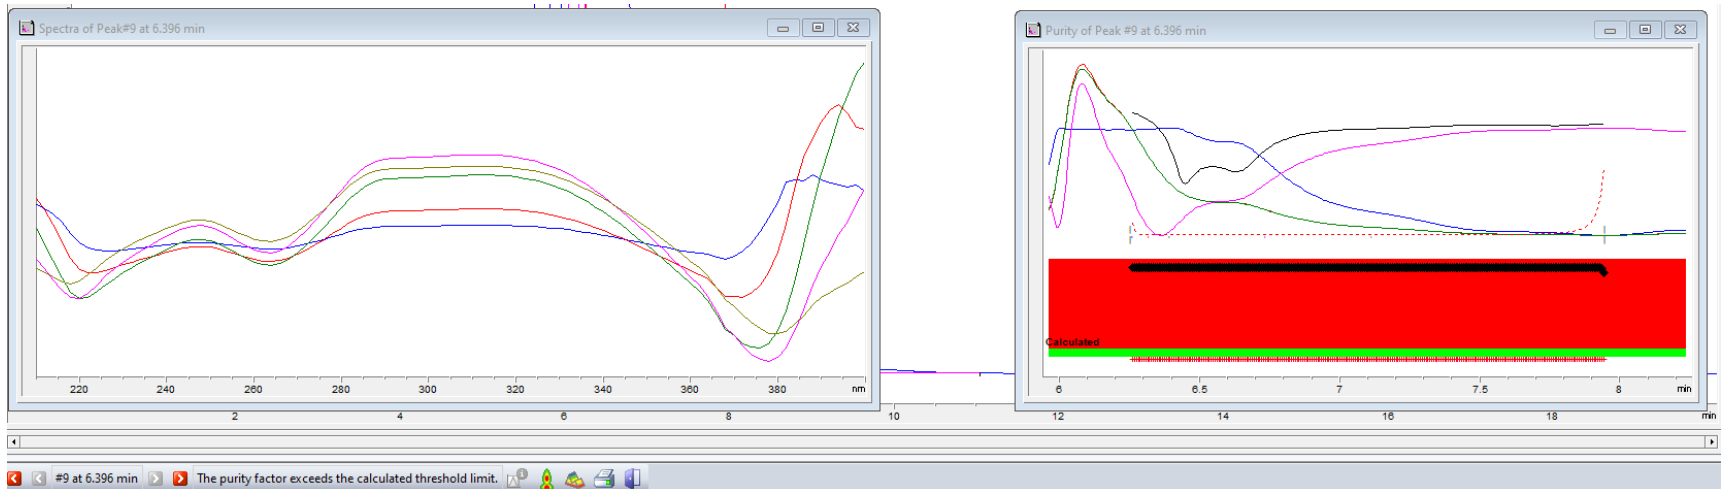 Spectra of Peak#9 at 6.396 min
Purity of Peak #9 at 6.396 min
Calculated
220 240 260 280 300 320 340 360 380 nm
6 6.5 7 7.5 8 min
2 4 6 8 10 12 14 16 18 min
#9 at 6.396 min The purity factor exceeds the calculated threshold limit.